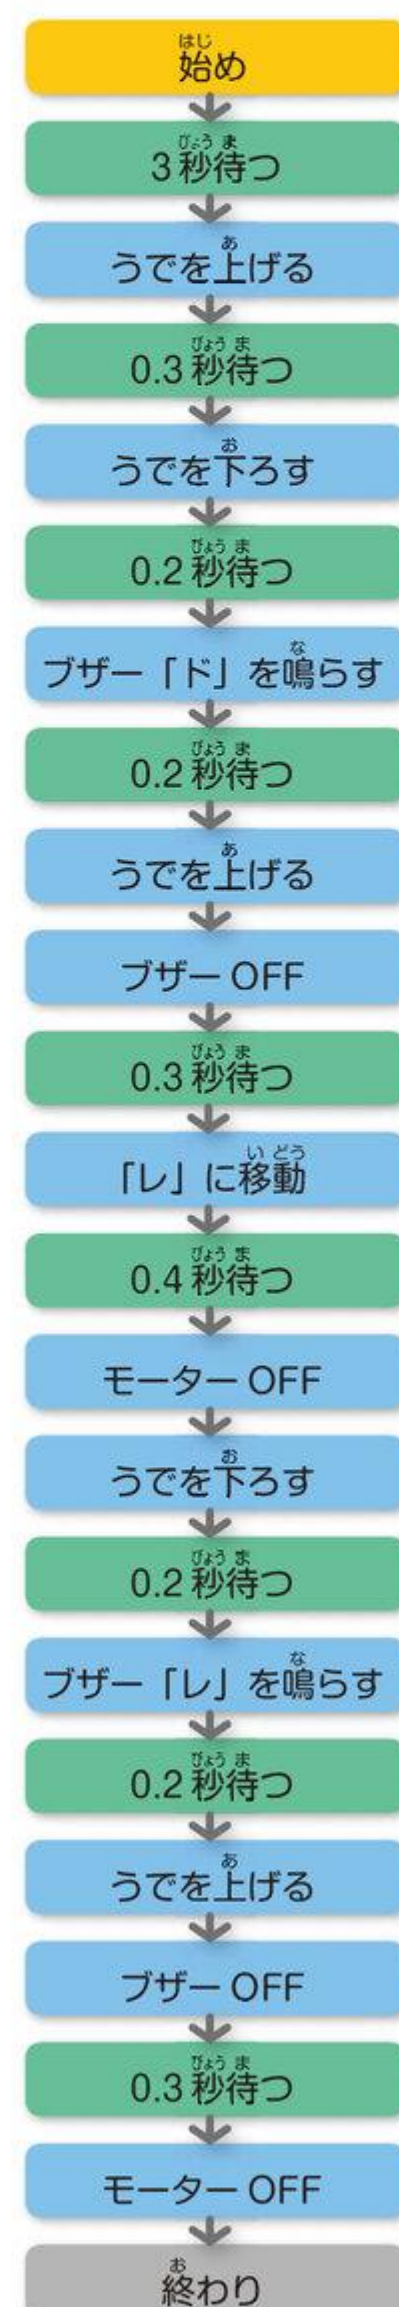 始め
3秒待つ
うでを上げる
0.3秒待つ
うでを下ろす
0.2秒待つ
ブザー「ド」を鳴らす
0.2秒待つ
うでを上げる
ブザーOFF
0.3秒待つ
「レ」に移動
0.4秒待つ
モーターOFF
うでを下ろす
0.2秒待つ
ブザー「レ」を鳴らす
0.2秒待つ
うでを上げる
ブザーOFF
0.3秒待つ
モーターOFF
終わり